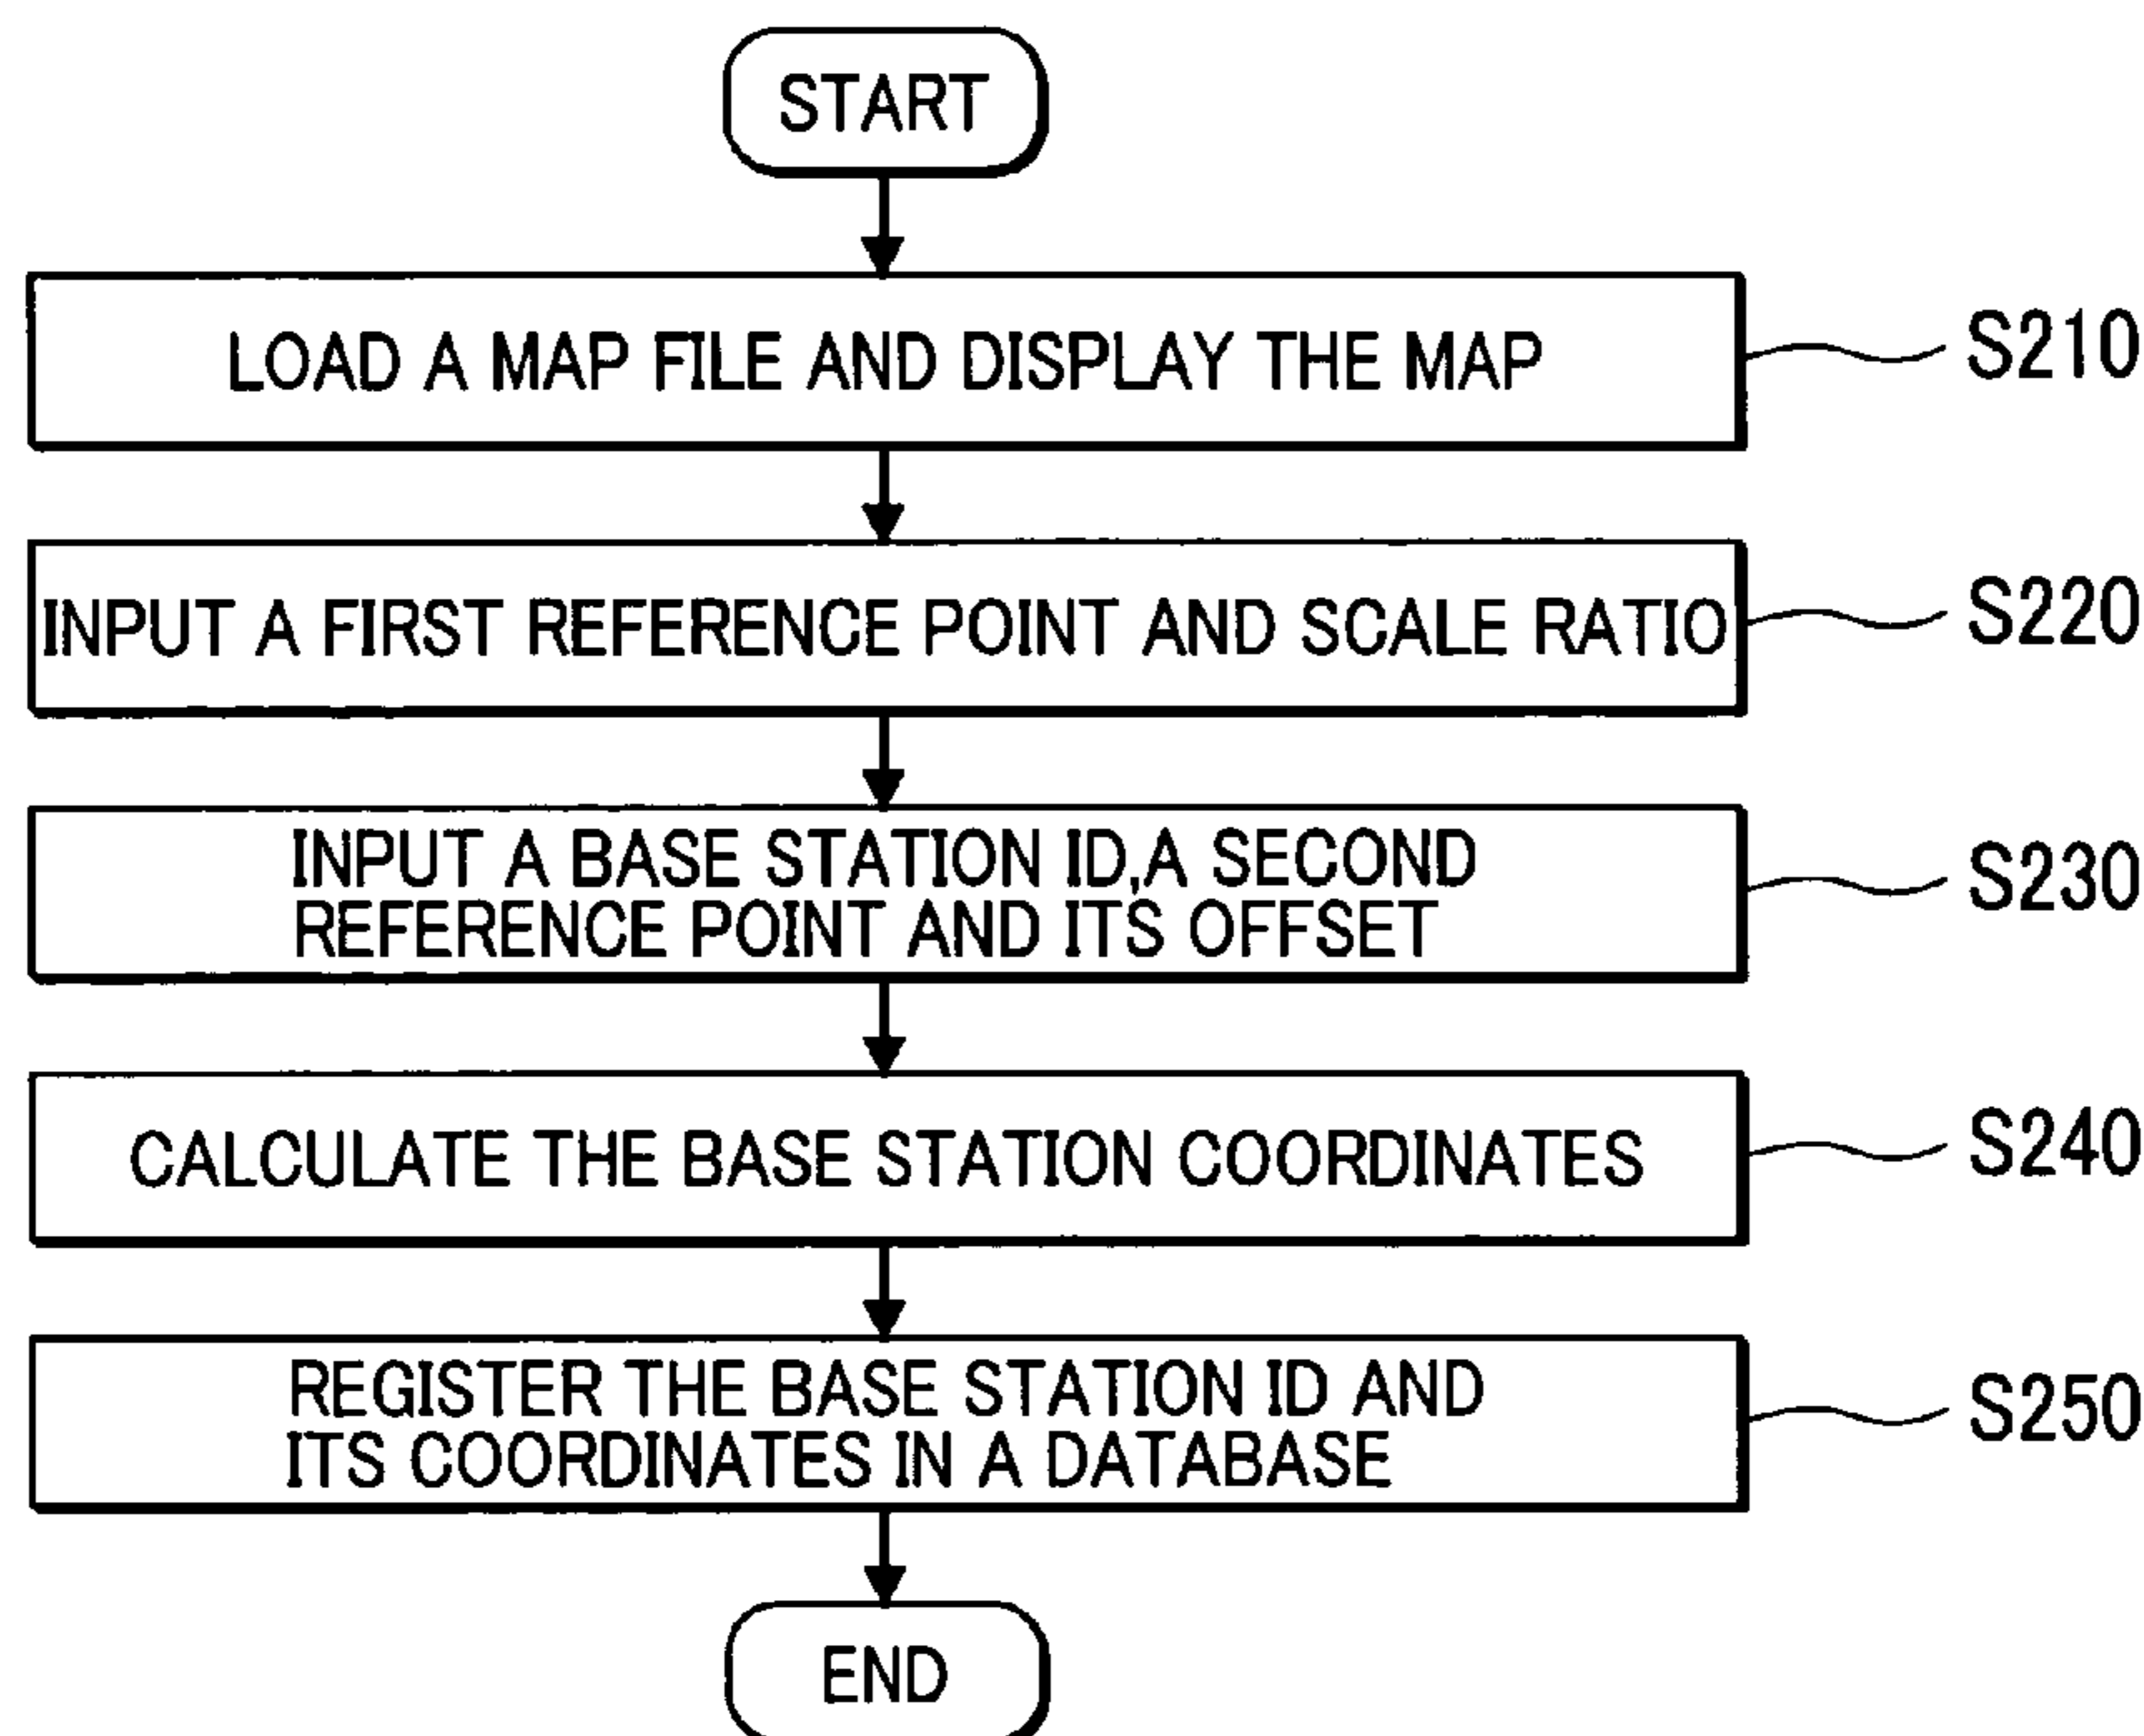 START
LOAD A MAP FILE AND DISPLAY THE MAP
S210
INPUT A FIRST REFERENCE POINT AND SCALE RATIO
S220
INPUT A BASE STATION ID,A SECOND
REFERENCE POINT AND ITS OFFSET
S230
CALCULATE THE BASE STATION COORDINATES
S240
REGISTER THE BASE STATION ID AND
ITS COORDINATES IN A DATABASE
S250
END